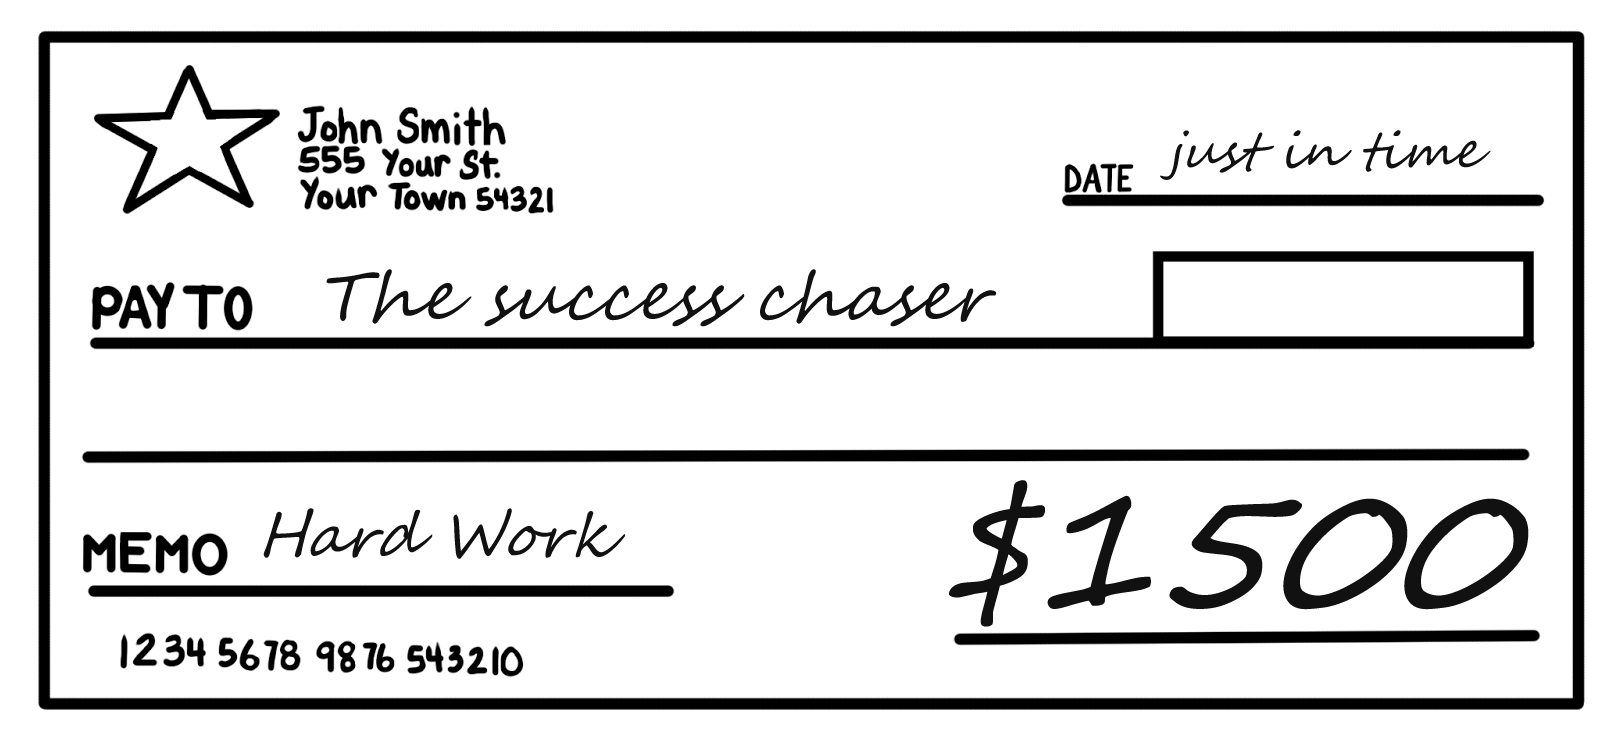 John Smith
555 Your St.
Your Town 54321
DATE just in time
PAY TO The success chaser
MEMO Hard Work
$1500
1234 5678 9876 543210